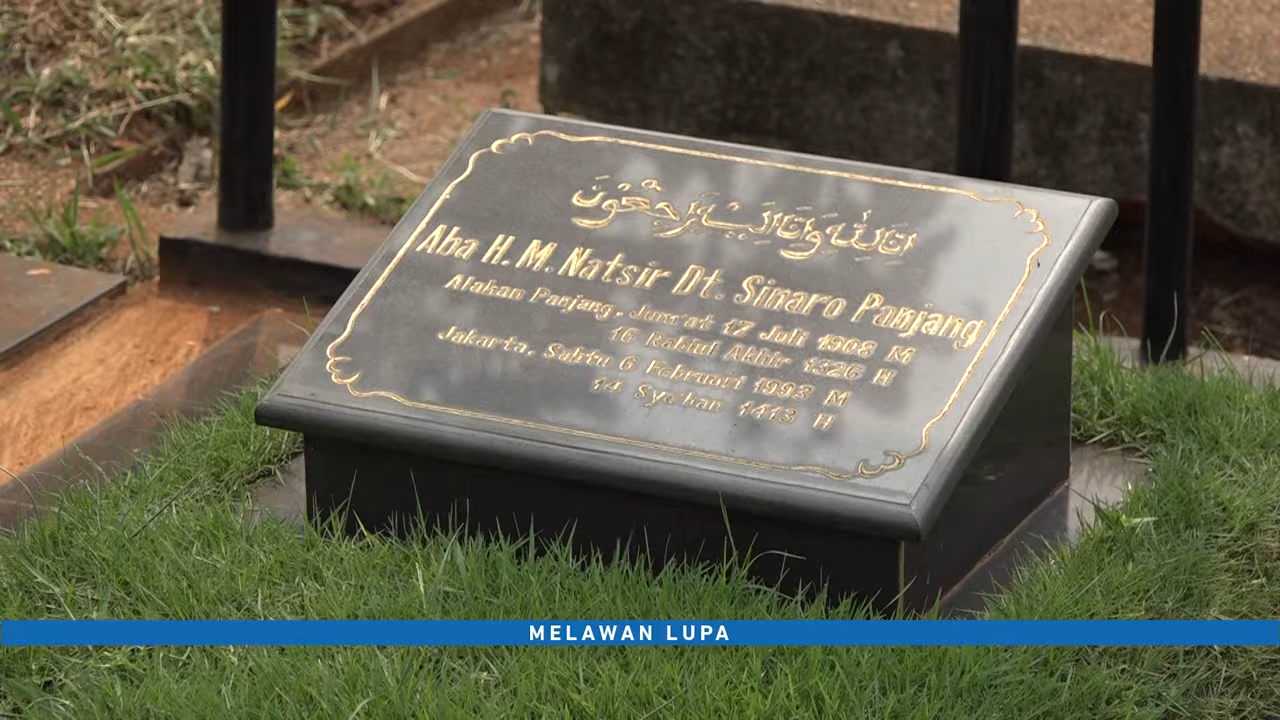 إنا لله وإنا إليه راجعون
Aba H. M. Natsir Dt. Sinaro Panjang
Alahan Panjang, Jum'at 17 Juli 1908 M
16 Rabiul Akhir 1326 H
Jakarta, Sabtu 6 Februari 1993 M
14 Sya'ban 1413 H
MELAWAN LUPA